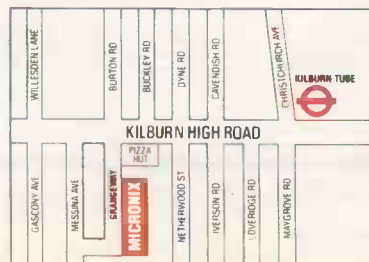 WILLESDEN LANE
BURTON RD
BUCKLEY RD
DYNE RD
CAVENDISH RD
CHRISTCHURCH AVE
KILBURN TUBE
KILBURN HIGH ROAD
PIZZA
HUT
GASCONY AVE
MESSINA AVE
GRANGEWAY
MICRONIX
NETHERWOOD ST
IVERSON RD
LOVERIDGE RD
MAYGROVE RD